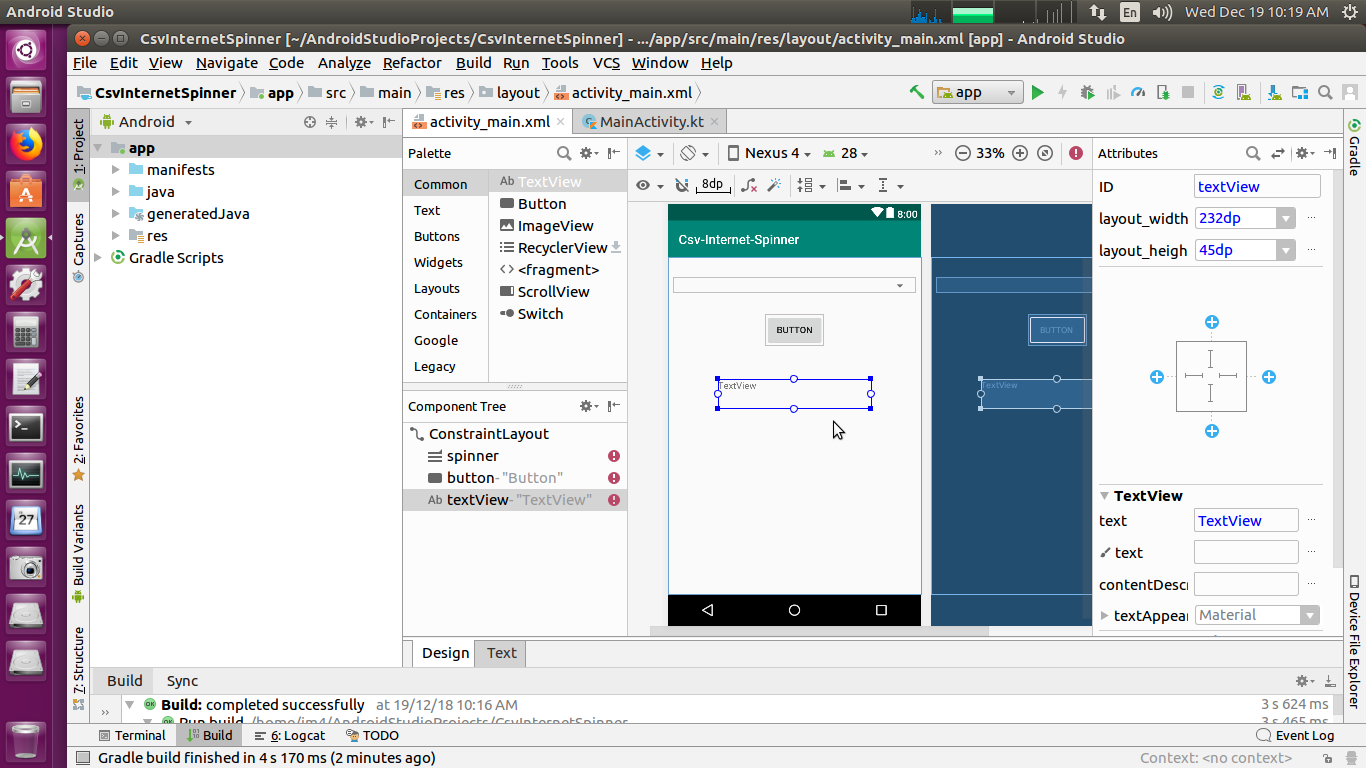 Android Studio
En
Wed Dec 19 10:19 AM
CsvInternetSpinner [~/AndroidStudioProjects/CsvInternetSpinner] - .../app/src/main/res/layout/activity_main.xml [app] - Android Studio
File Edit View Navigate Code Analyze Refactor Build Run Tools VCS Window Help
CsvInternetSpinner app src main res layout activity_main.xml
app
1: Project
Captures
2: Favorites
Build Variants
7: Structure
Android
app
manifests
java
generatedJava
res
Gradle Scripts
activity_main.xml
MainActivity.kt
Palette
Common
Text
Buttons
Widgets
Layouts
Containers
Google
Legacy
Ab TextView
Button
ImageView
RecyclerView
<fragment>
ScrollView
Switch
Component Tree
ConstraintLayout
spinner
button- "Button"
Ab textView- "TextView"
Nexus 4
28
33%
8dp
8:00
Csv-Internet-Spinner
BUTTON
TextView
BUTTON
TextView
Attributes
ID textView
layout_width 232dp
layout_heigh 45dp
TextView
text TextView
text
contentDesc
textAppear Material
Gradle
Device File Explorer
Design Text
Build Sync
Build: completed successfully at 19/12/18 10:16 AM
3 s 624 ms
Run build /home/jm4/AndroidStudioProjects/CsvInternetSpinner
3 s 465 ms
Terminal
Build
6: Logcat
TODO
Event Log
Gradle build finished in 4 s 170 ms (2 minutes ago)
Context: <no context>
27